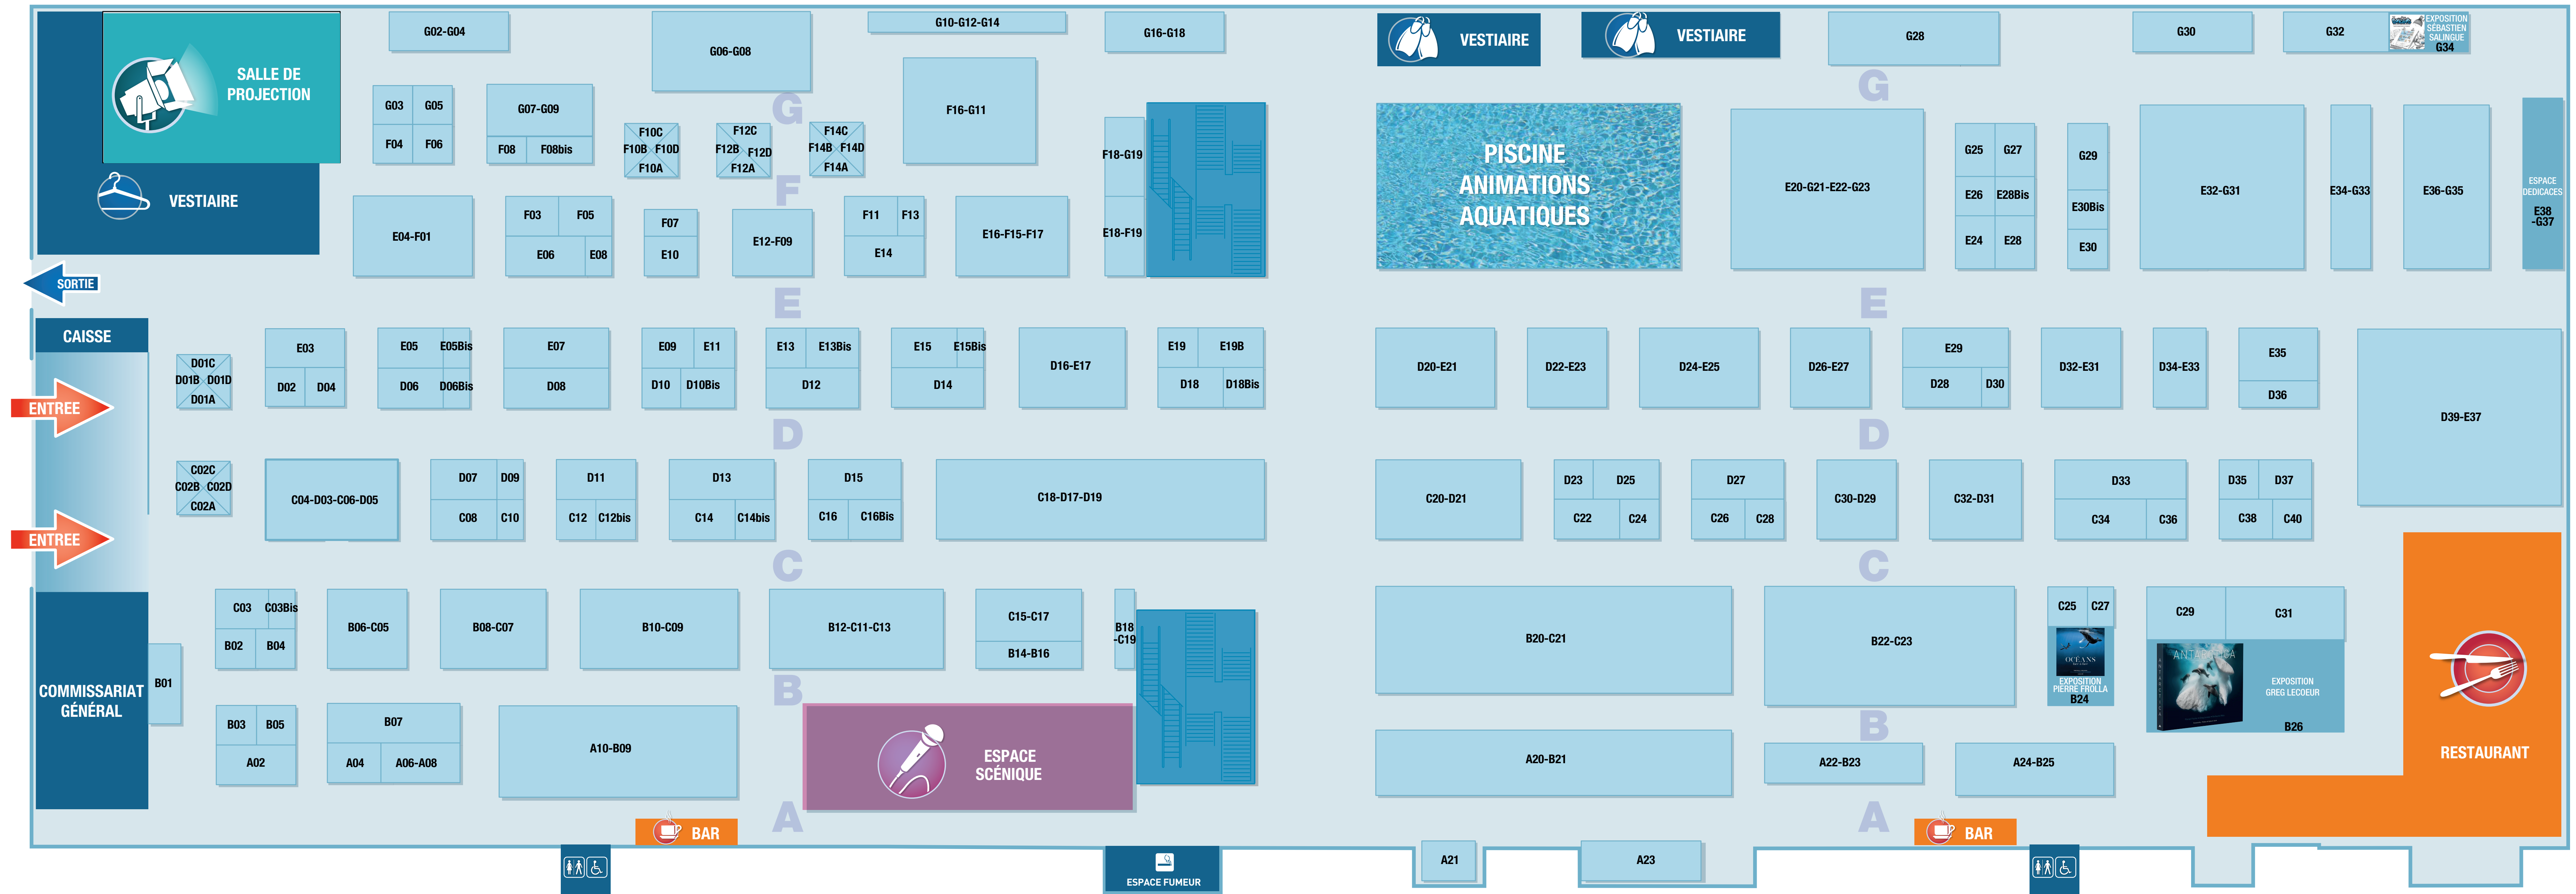 G02-G04
G06-G08
G10-G12-G14
G16-G18
VESTIAIRE
VESTIAIRE
G28
G30
G32
EXPOSITION
SÉBASTIEN
SALINGUE
G34
SALLE DE
PROJECTION
G03
G05
F04
F06
G07-G09
F08
F08bis
G
F10C
F10B
F10D
F10A
F12C
F12B
F12D
F12A
F14C
F14B
F14D
F14A
F16-G11
F18-G19
E18-F19
G
PISCINE
ANIMATIONS
AQUATIQUES
E20-G21-E22-G23
G25
G27
E26
E28Bis
E24
E28
G29
E30Bis
E30
E32-G31
E34-G33
E36-G35
ESPACE
DEDICACES
E38
-G37
VESTIAIRE
F
E04-F01
F03
F05
E06
E08
F07
E10
E12-F09
F11
F13
E14
E16-F15-F17
SORTIE
E
E
CAISSE
D01C
D01B
D01D
D01A
E03
D02
D04
E05
E05Bis
D06
D06Bis
E07
D08
E09
E11
D10
D10Bis
E13
E13Bis
D12
E15
E15Bis
D14
D16-E17
E19
E19B
D18
D18Bis
D20-E21
D22-E23
D24-E25
D26-E27
E29
D28
D30
D32-E31
D34-E33
E35
D36
D39-E37
ENTREE
D
D
C02C
C02B
C02D
C02A
C04-D03-C06-D05
D07
D09
C08
C10
D11
C12
C12bis
D13
C14
C14bis
D15
C16
C16Bis
C18-D17-D19
C20-D21
D23
D25
C22
C24
D27
C26
C28
C30-D29
C32-D31
D33
C34
C36
D35
D37
C38
C40
ENTREE
C
C
C03
C03Bis
B02
B04
B06-C05
B08-C07
B10-C09
B12-C11-C13
C15-C17
B14-B16
B18
-C19
B20-C21
B22-C23
C25
C27
OCÉANS
EXPOSITION
PIERRE FROLLA
B24
C29
C31
ANTARCTICA
EXPOSITION
GREG LECOEUR
B26
COMMISSARIAT
GÉNÉRAL
B01
B
B
B03
B05
A02
B07
A04
A06-A08
A10-B09
ESPACE
SCÉNIQUE
A20-B21
A22-B23
A24-B25
RESTAURANT
A
A
BAR
BAR
ESPACE FUMEUR
A21
A23